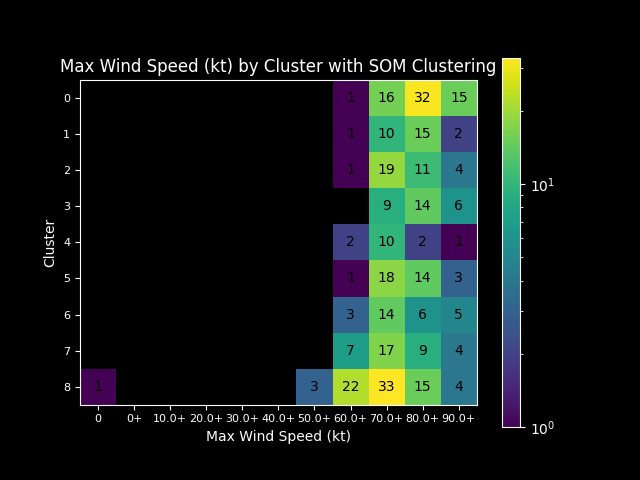 Max Wind Speed (kt) by Cluster with SOM Clustering
0 1 16 32 15
1 1 10 15 2
2 1 19 11 4
3 9 14 6
4 2 10 2 1
5 1 18 14 3
6 3 14 6 5
7 7 17 9 4
8 1 3 22 33 15 4
0 0+ 10.0+ 20.0+ 30.0+ 40.0+ 50.0+ 60.0+ 70.0+ 80.0+ 90.0+
Max Wind Speed (kt)
Cluster
10¹
10⁰